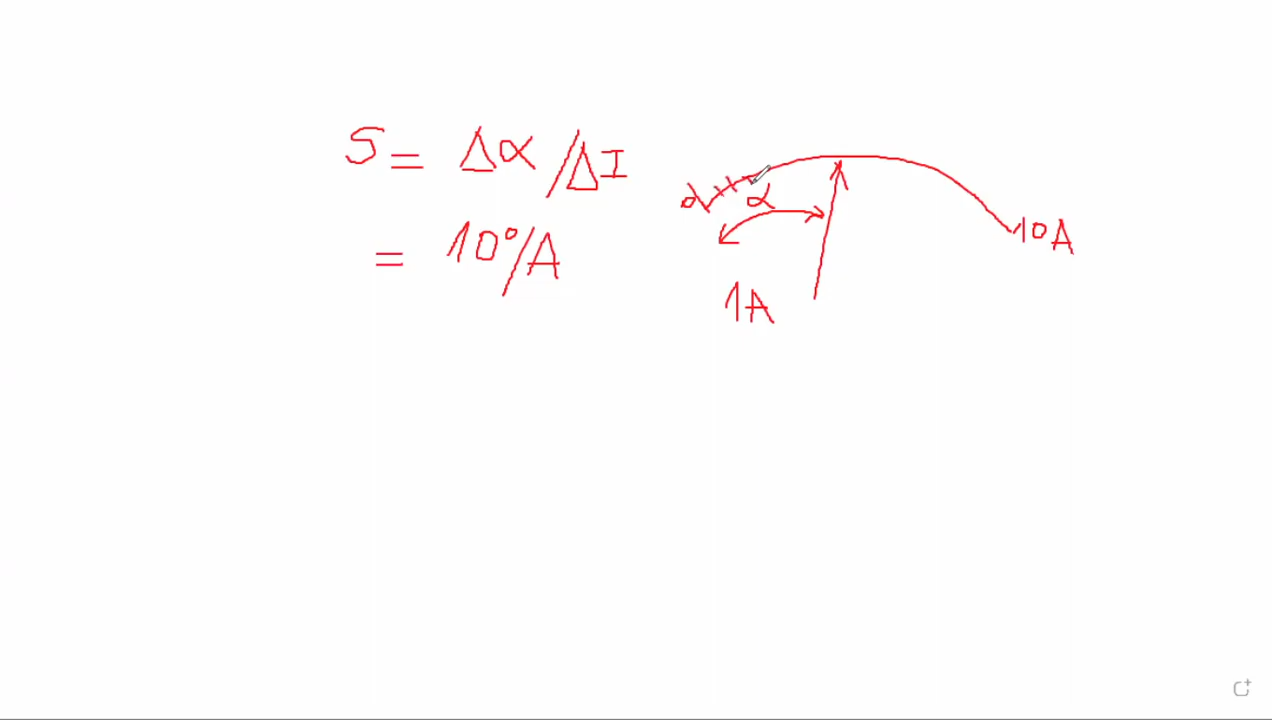 S = Δα/ΔI
= 10°/A
α
10A
1A